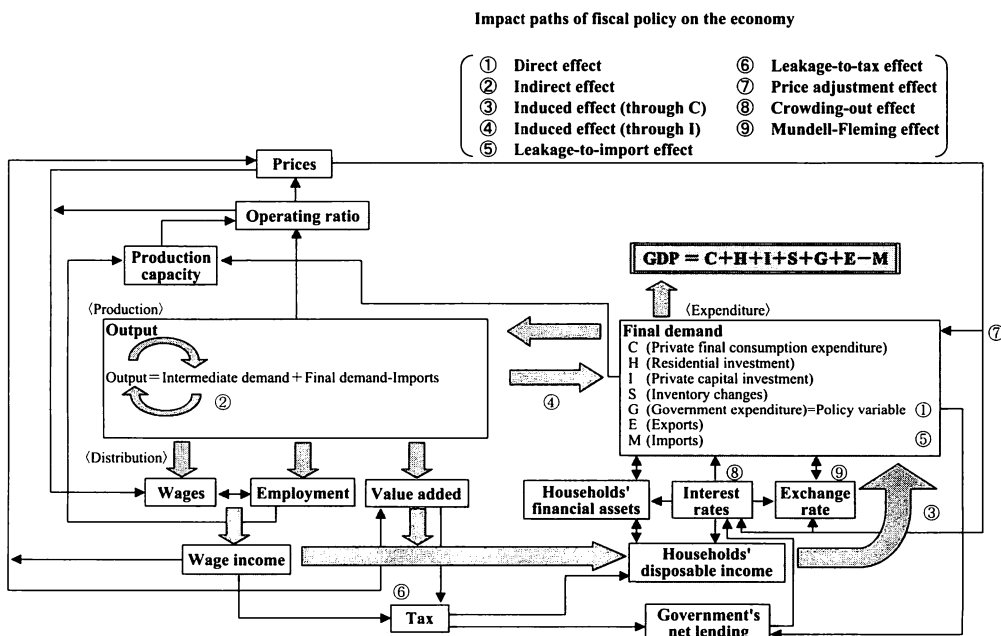 Impact paths of fiscal policy on the economy
① Direct effect
② Indirect effect
③ Induced effect (through C)
④ Induced effect (through I)
⑤ Leakage-to-import effect
⑥ Leakage-to-tax effect
⑦ Price adjustment effect
⑧ Crowding-out effect
⑨ Mundell-Fleming effect
Prices
Operating ratio
Production
capacity
GDP = C+H+I+S+G+E−M
〈Production〉
Output
Output=Intermediate demand+Final demand-Imports
②
④
〈Expenditure〉
Final demand
C (Private final consumption expenditure)
H (Residential investment)
I (Private capital investment)
S (Inventory changes)
G (Government expenditure)=Policy variable ①
E (Exports)
M (Imports) ⑤
⑦
〈Distribution〉
Wages
Employment
Value added
Households'
financial assets
⑧
Interest
rates
⑨
Exchange
rate
③
Wage income
Households'
disposable income
⑥
Tax
Government's
net lending